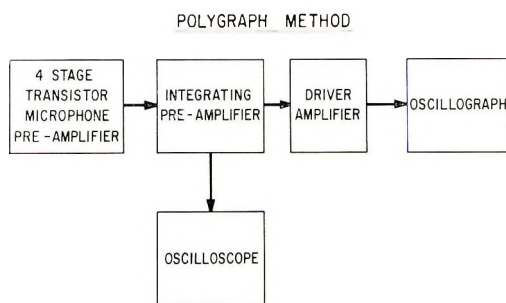 POLYGRAPH METHOD
4 STAGE
TRANSISTOR
MICROPHONE
PRE-AMPLIFIER
INTEGRATING
PRE-AMPLIFIER
DRIVER
AMPLIFIER
OSCILLOGRAPH
OSCILLOSCOPE